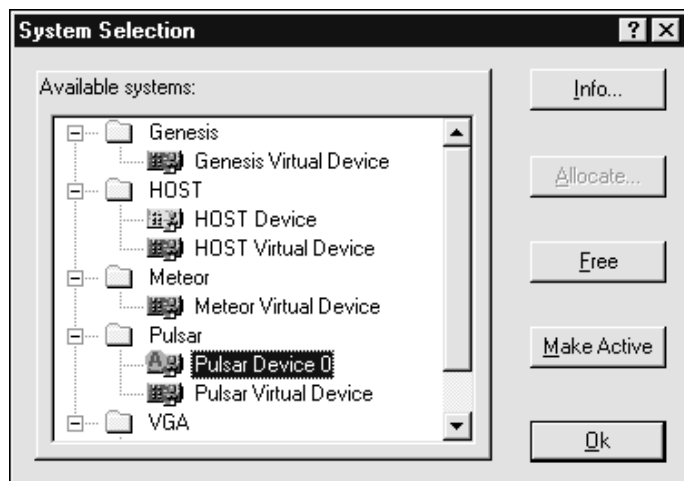 System Selection
Available systems:
Genesis
Genesis Virtual Device
HOST
HOST Device
HOST Virtual Device
Meteor
Meteor Virtual Device
Pulsar
Pulsar Device 0
Pulsar Virtual Device
VGA
Info...
Allocate...
Free
Make Active
Ok